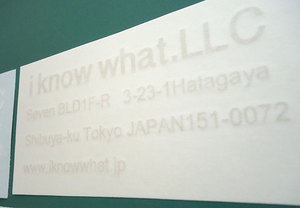 i know what.LLC
Seven BLD1F-R 3-23-1Hatagaya
Shibuya-ku Tokyo JAPAN151-0072
www.iknowwhat.jp